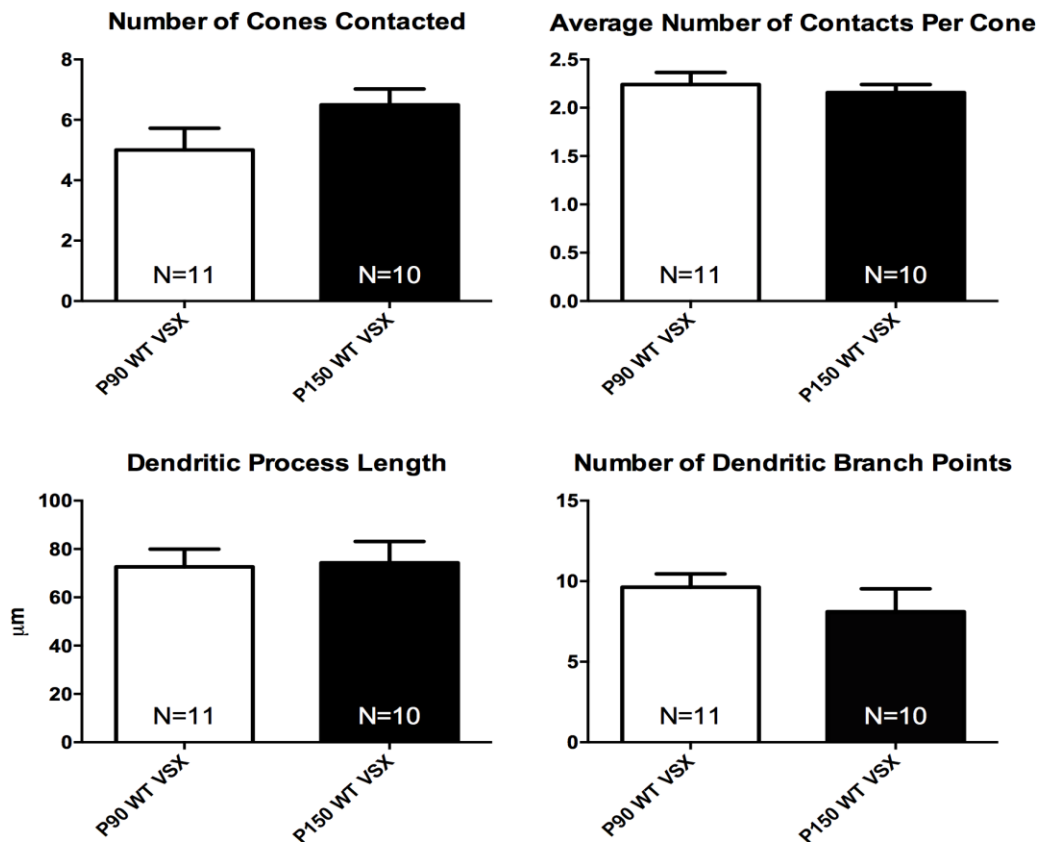 Number of Cones Contacted
8
6
4
2
0
N=11
N=10
P90 WT VSX
P150 WT VSX
Average Number of Contacts Per Cone
2.5
2.0
1.5
1.0
0.5
0.0
N=11
N=10
P90 WT VSX
P150 WT VSX
Dendritic Process Length
100
80
60
40
20
0
μm
N=11
N=10
P90 WT VSX
P150 WT VSX
Number of Dendritic Branch Points
15
10
5
0
N=11
N=10
P90 WT VSX
P150 WT VSX